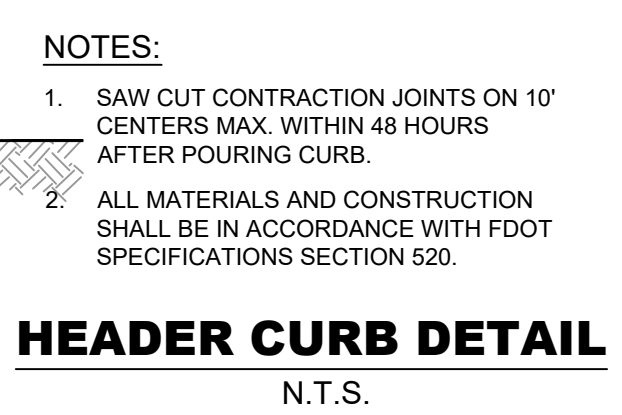 NOTES:
1. SAW CUT CONTRACTION JOINTS ON 10'
CENTERS MAX. WITHIN 48 HOURS
AFTER POURING CURB.
2. ALL MATERIALS AND CONSTRUCTION
SHALL BE IN ACCORDANCE WITH FDOT
SPECIFICATIONS SECTION 520.
HEADER CURB DETAIL
N.T.S.